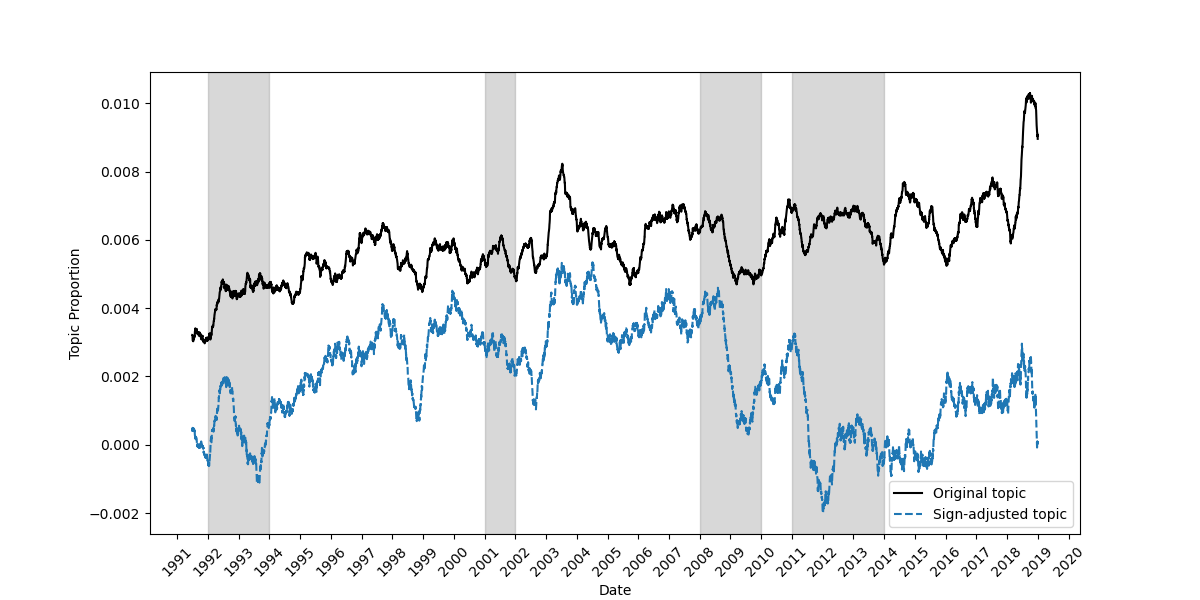 0.010
0.008
0.006
0.004
0.002
0.000
−0.002
Topic Proportion
Original topic
Sign-adjusted topic
1991 1992 1993 1994 1995 1996 1997 1998 1999 2000 2001 2002 2003 2004 2005 2006 2007 2008 2009 2010 2011 2012 2013 2014 2015 2016 2017 2018 2019 2020
Date